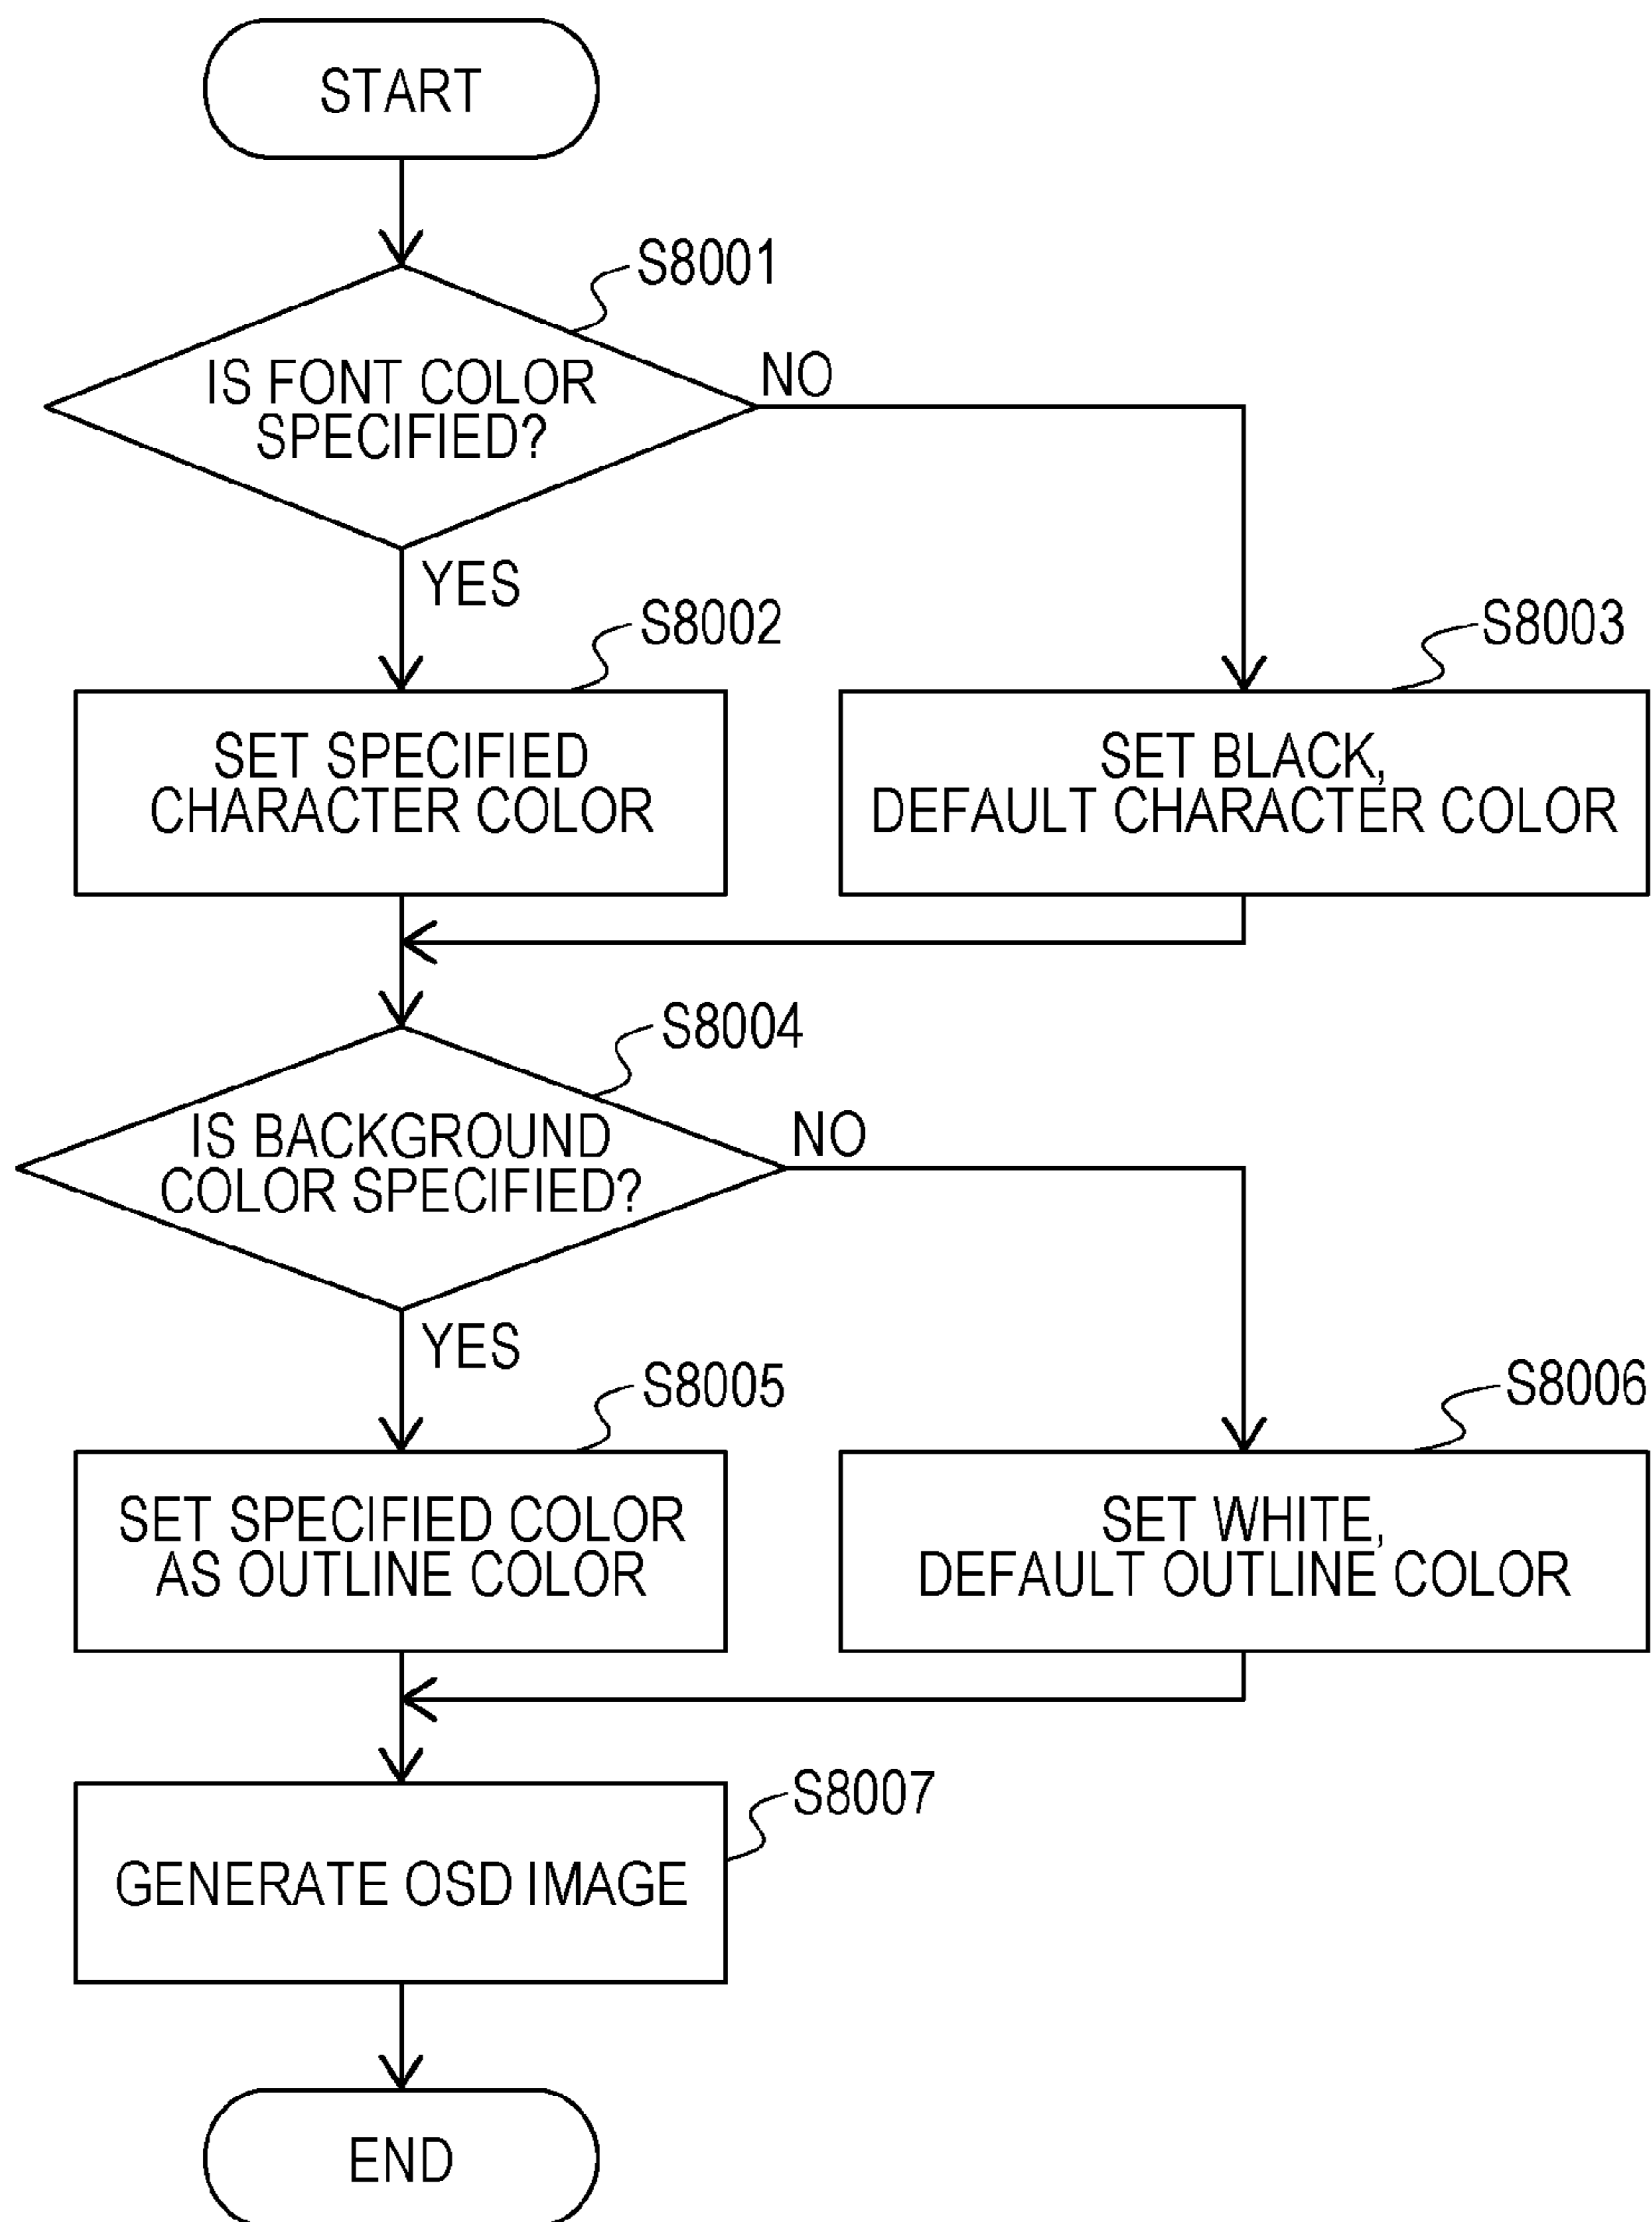 START
S8001
IS FONT COLOR
SPECIFIED?
NO
YES
S8002
S8003
SET SPECIFIED
CHARACTER COLOR
SET BLACK,
DEFAULT CHARACTER COLOR
S8004
IS BACKGROUND
COLOR SPECIFIED?
NO
YES
S8005
S8006
SET SPECIFIED COLOR
AS OUTLINE COLOR
SET WHITE,
DEFAULT OUTLINE COLOR
S8007
GENERATE OSD IMAGE
END